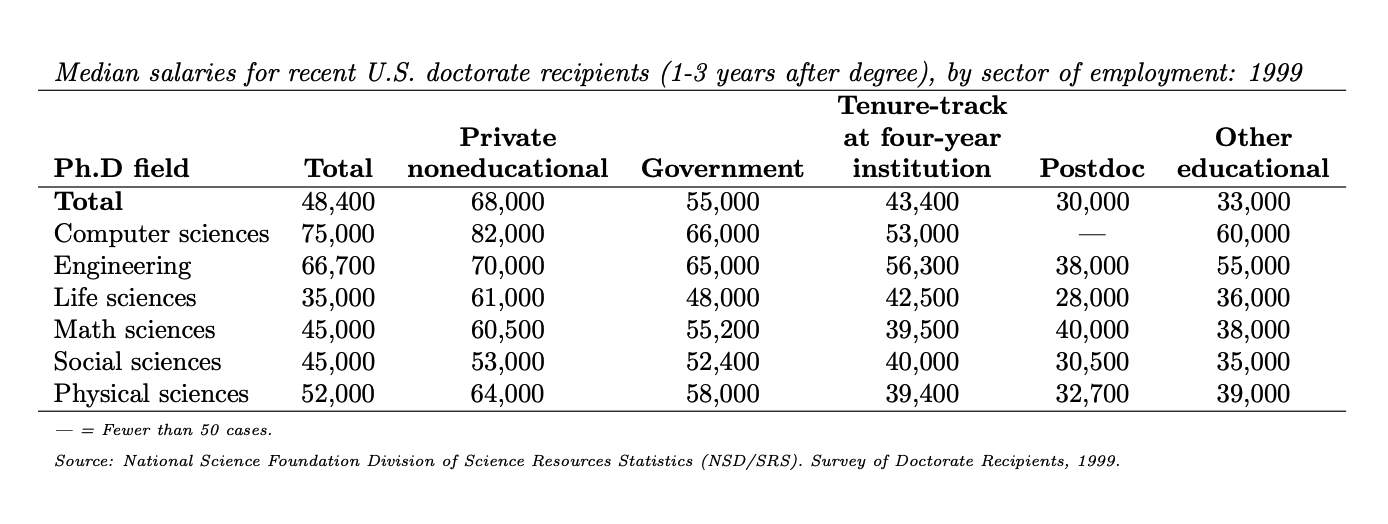 Median salaries for recent U.S. doctorate recipients (1-3 years after degree), by sector of employment: 1999
Tenure-track
Private at four-year Other
Ph.D field Total noneducational Government institution Postdoc educational
Total 48,400 68,000 55,000 43,400 30,000 33,000
Computer sciences 75,000 82,000 66,000 53,000 — 60,000
Engineering 66,700 70,000 65,000 56,300 38,000 55,000
Life sciences 35,000 61,000 48,000 42,500 28,000 36,000
Math sciences 45,000 60,500 55,200 39,500 40,000 38,000
Social sciences 45,000 53,000 52,400 40,000 30,500 35,000
Physical sciences 52,000 64,000 58,000 39,400 32,700 39,000
— = Fewer than 50 cases.
Source: National Science Foundation Division of Science Resources Statistics (NSD/SRS). Survey of Doctorate Recipients, 1999.